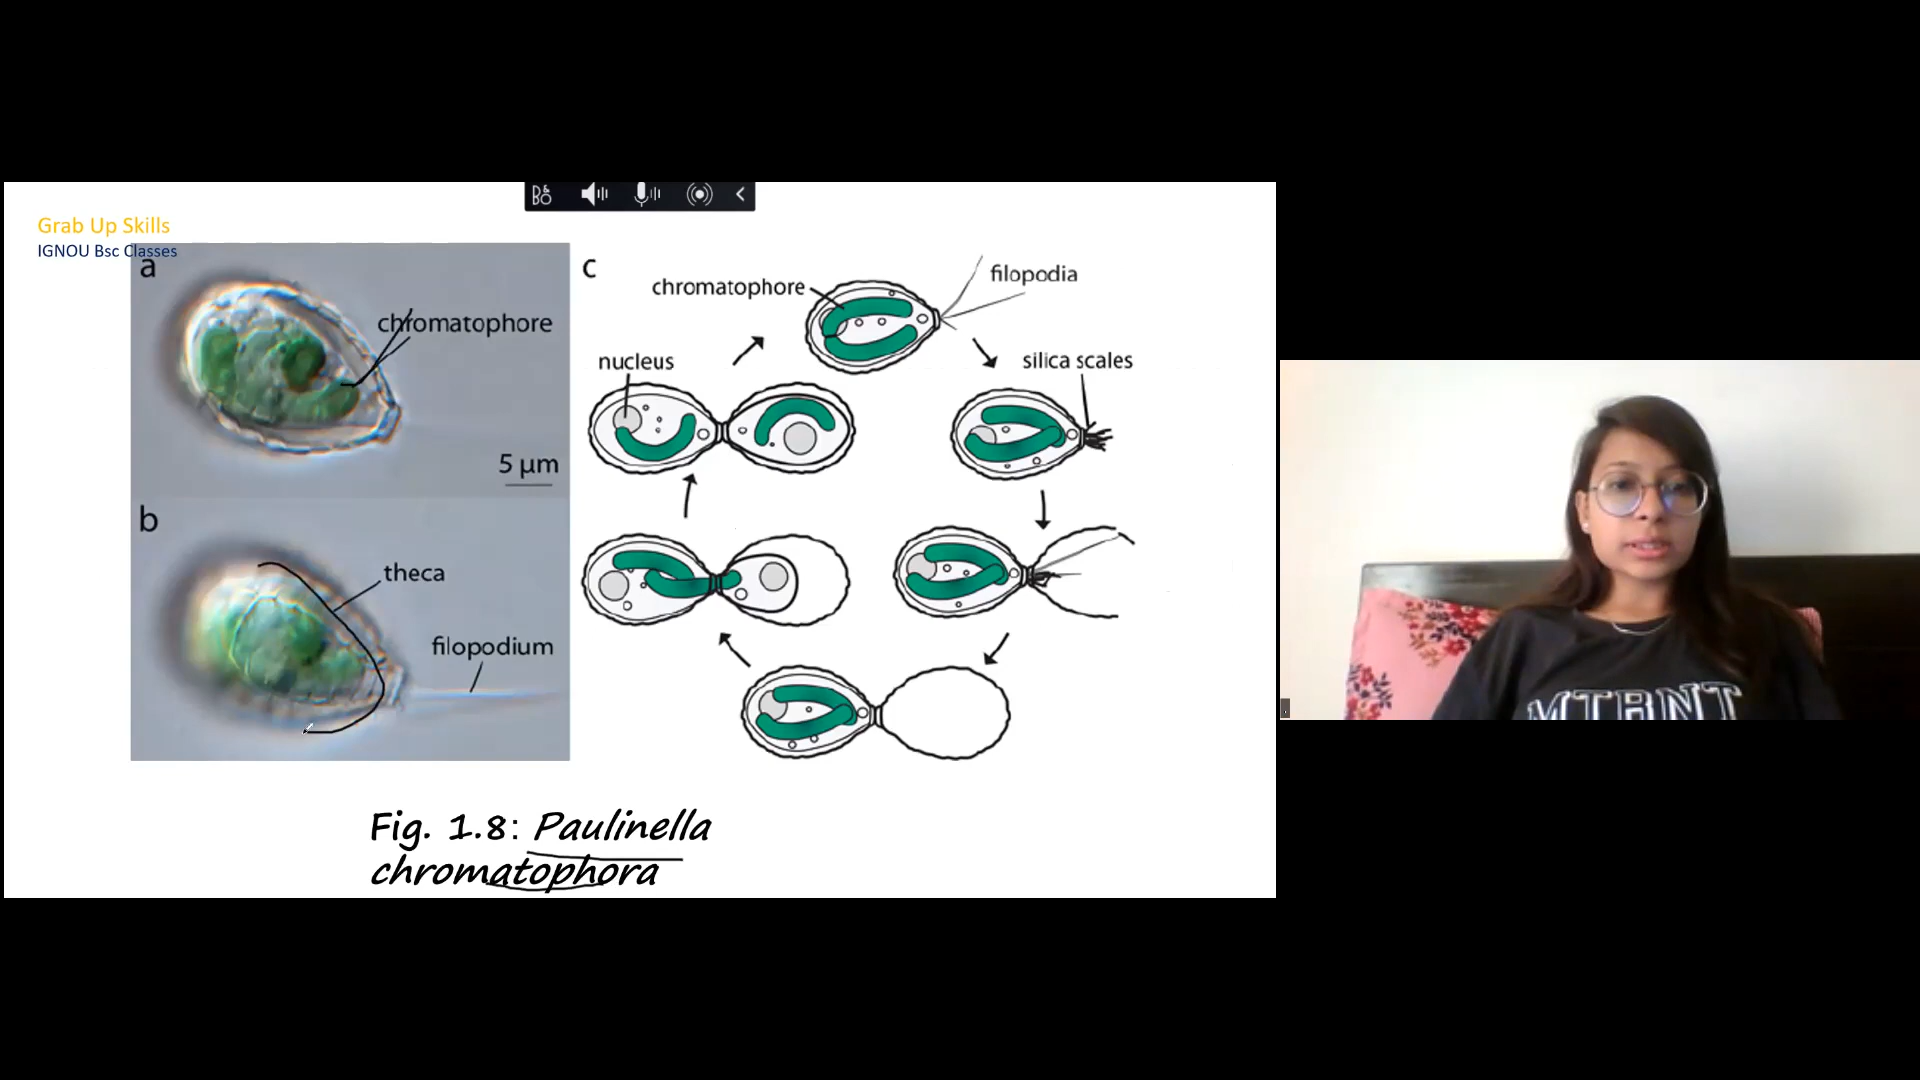 Grab Up Skills
IGNOU Bsc Classes
a
chromatophore
5 µm
b
theca
filopodium
c
chromatophore
filopodia
nucleus
silica scales
Fig. 1.8: Paulinella
chromatophora
MTRNT